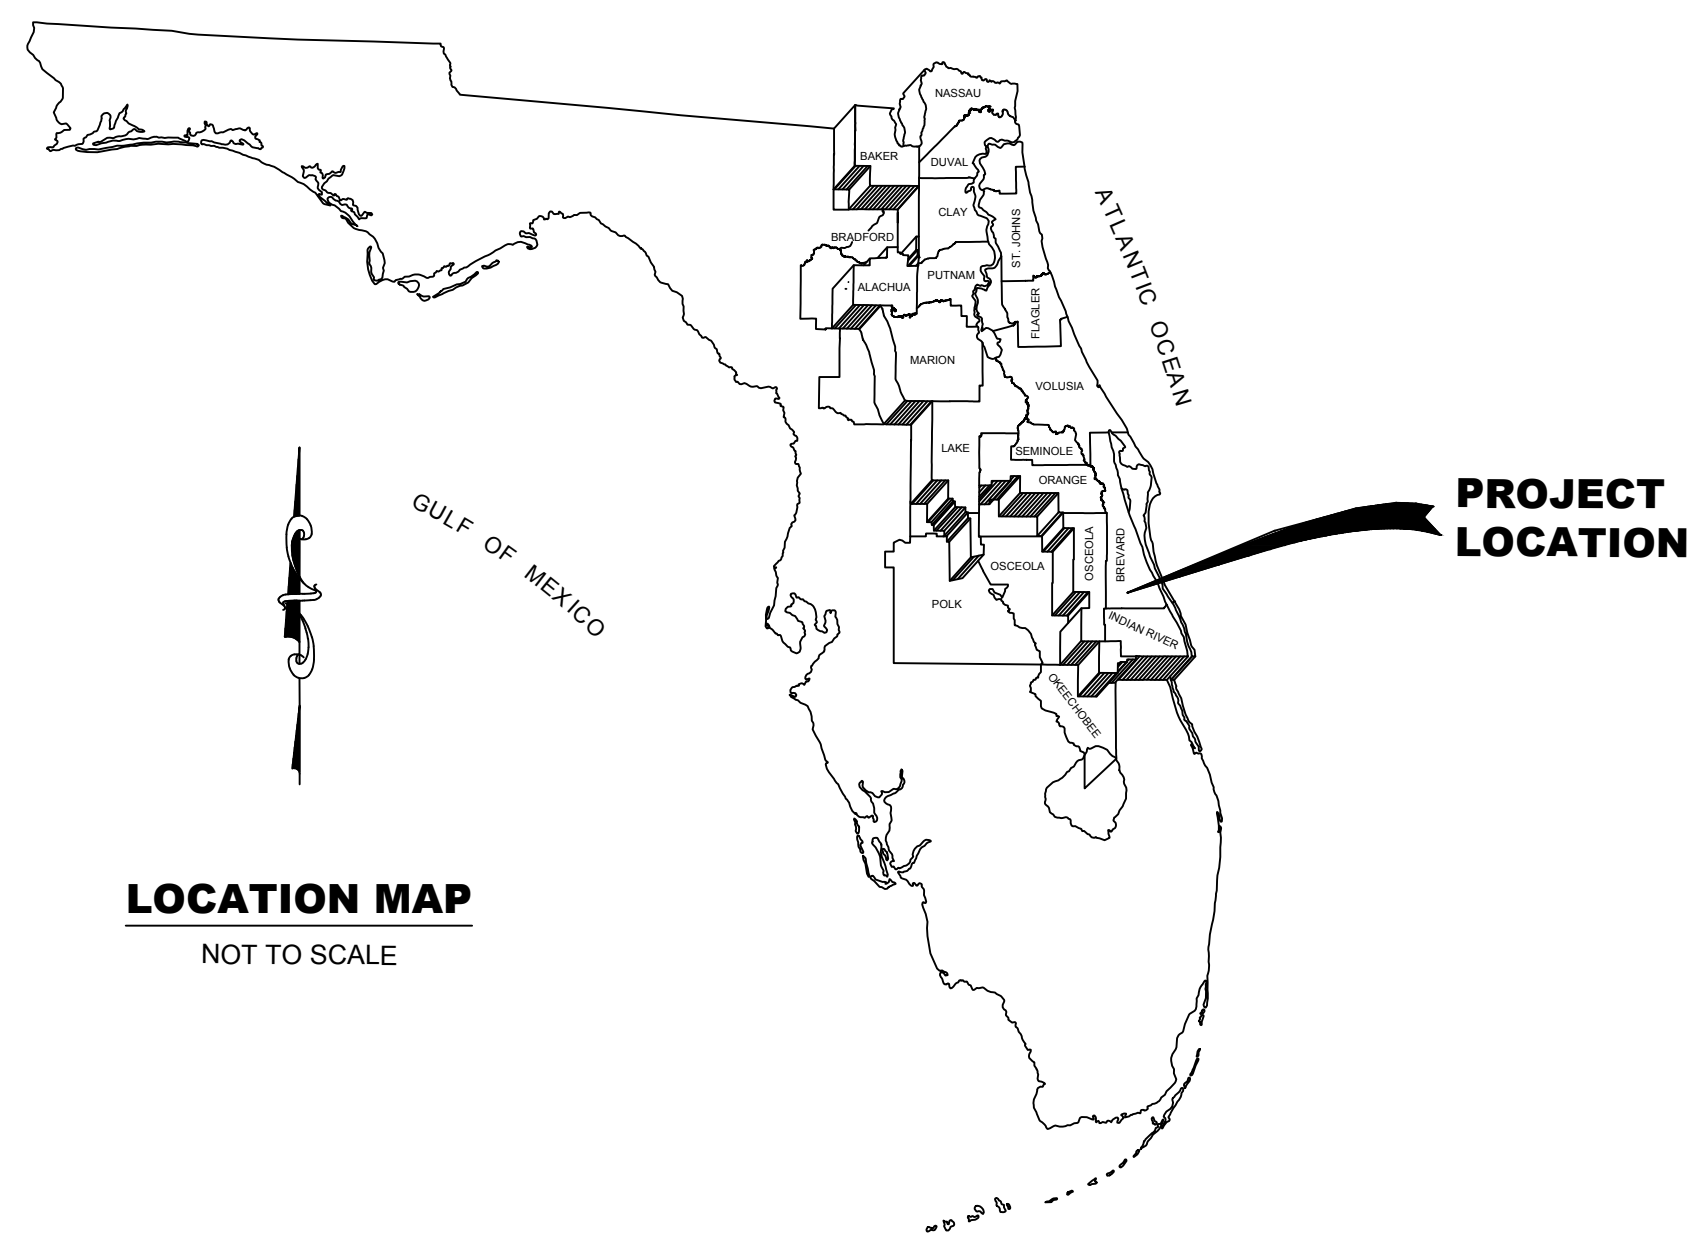 NASSAU
BAKER
DUVAL
CLAY
ST. JOHNS
BRADFORD
PUTNAM
ALACHUA
FLAGLER
MARION
VOLUSIA
LAKE
SEMINOLE
ORANGE
OSCEOLA
BREVARD
OSCEOLA
POLK
INDIAN RIVER
OKEECHOBEE
ATLANTIC OCEAN
GULF OF MEXICO
PROJECT
LOCATION
LOCATION MAP
NOT TO SCALE